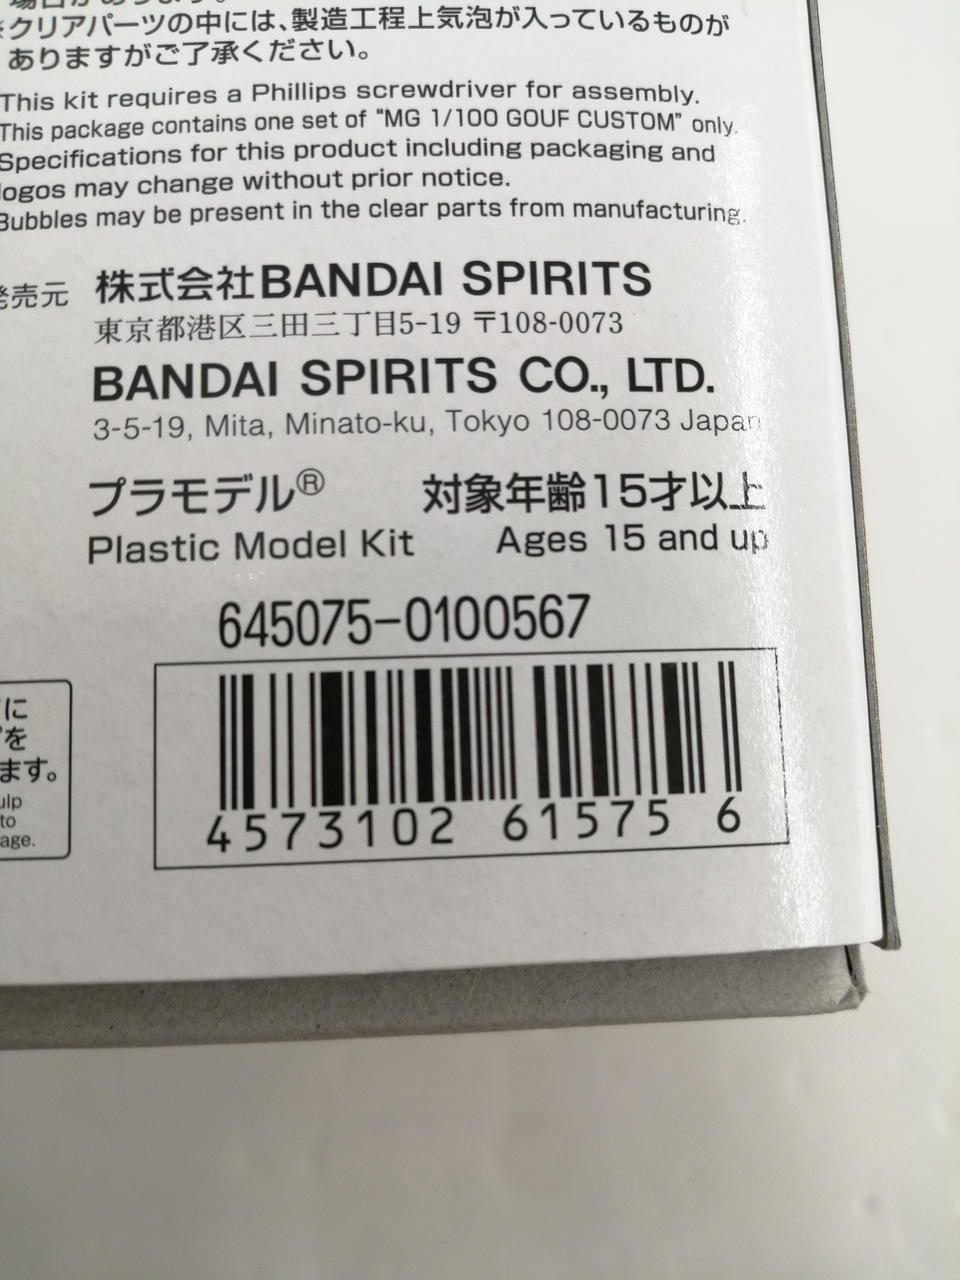 ※クリアパーツの中には、製造工程上気泡が入っているものが
ありますがご了承ください。
This kit requires a Phillips screwdriver for assembly.
This package contains one set of "MG 1/100 GOUF CUSTOM" only.
Specifications for this product including packaging and
logos may change without prior notice.
Bubbles may be present in the clear parts from manufacturing.
発売元 株式会社BANDAI SPIRITS
東京都港区三田三丁目5-19 〒108-0073
BANDAI SPIRITS CO., LTD.
3-5-19, Mita, Minato-ku, Tokyo 108-0073 Japan
プラモデル® 対象年齢15才以上
Plastic Model Kit Ages 15 and up
645075-0100567
4573102 61575 6
に
を
ます。
to